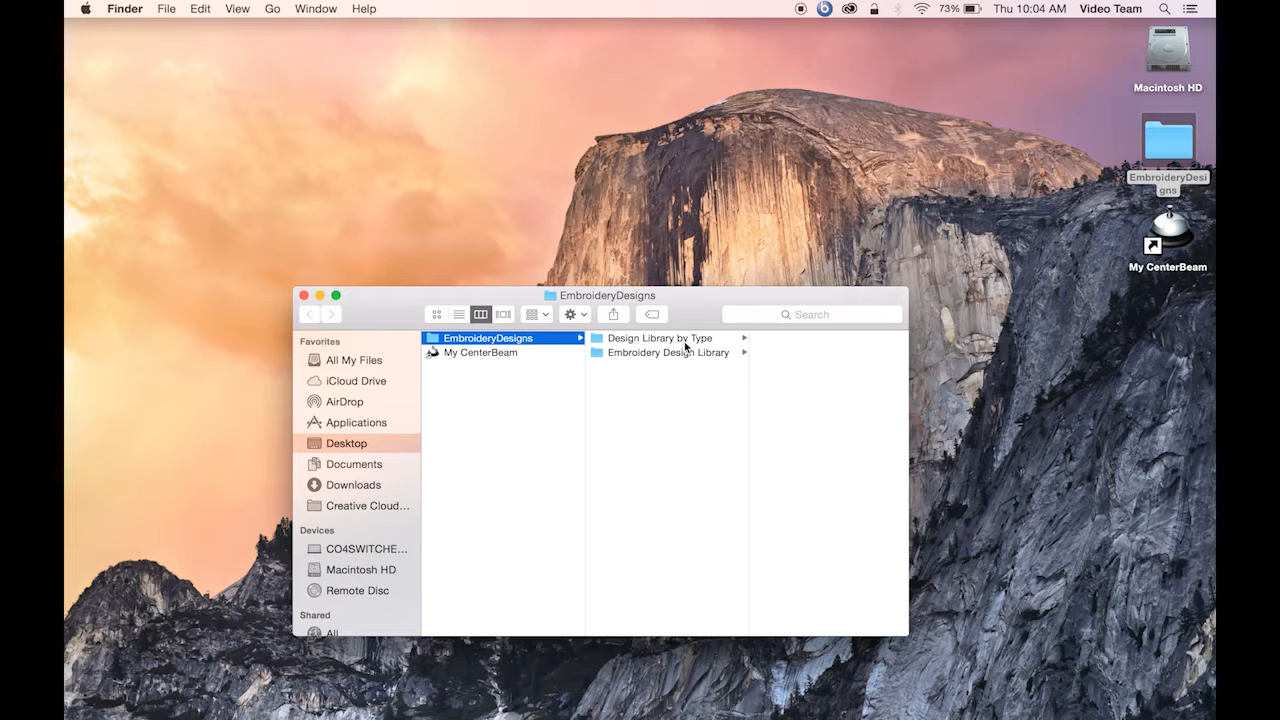 Finder File Edit View Go Window Help 73% Thu 10:04 AM Video Team
Macintosh HD
EmbroideryDesi
gns
My CenterBeam
EmbroideryDesigns
Search
Favorites
All My Files
iCloud Drive
AirDrop
Applications
Desktop
Documents
Downloads
Creative Cloud...
Devices
CO4SWITCHE...
Macintosh HD
Remote Disc
Shared
All
EmbroideryDesigns
My CenterBeam
Design Library by Type
Embroidery Design Library